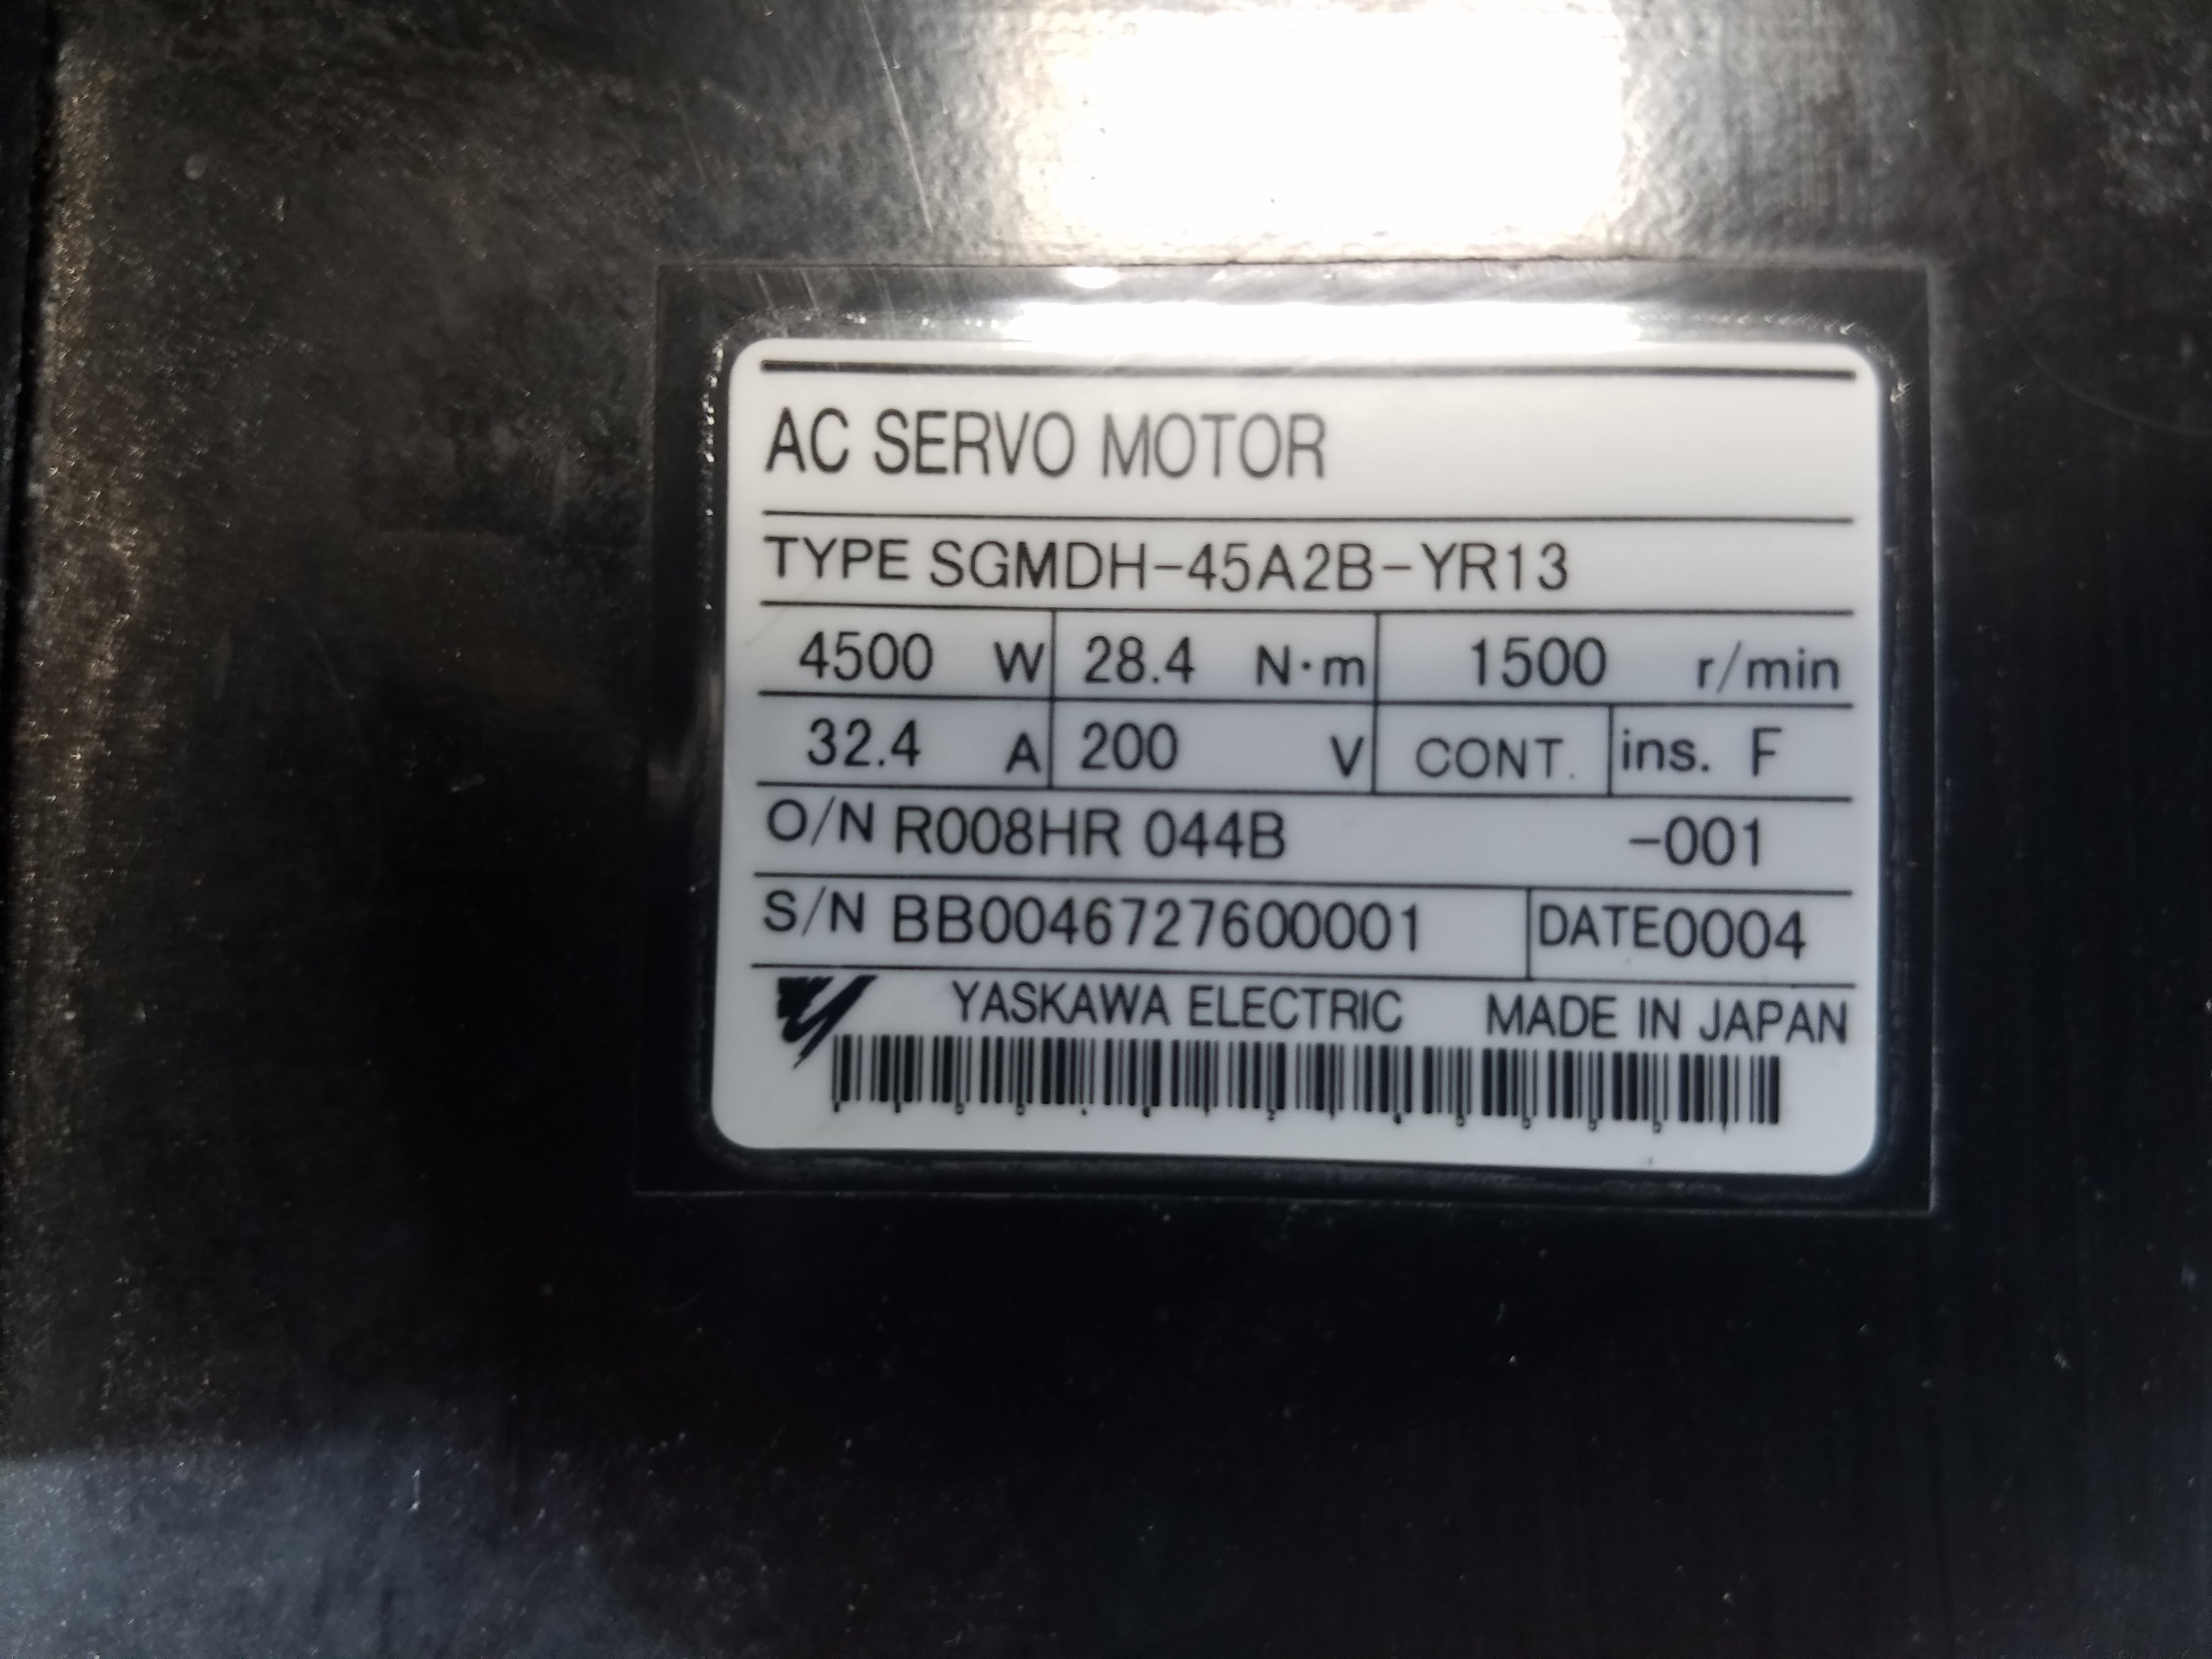 AC SERVO MOTOR
TYPE SGMDH-45A2B-YR13
4500 W 28.4 N·m 1500 r/min
32.4 A 200 V CONT. ins. F
O/N R008HR 044B -001
S/N BB0046727600001 DATE0004
YASKAWA ELECTRIC MADE IN JAPAN